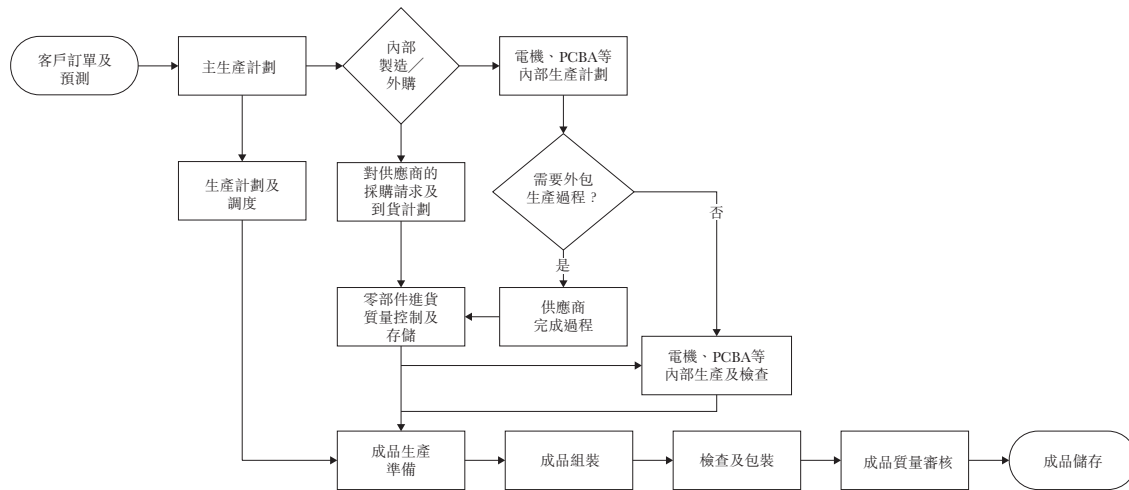 客戶訂單及
預測
主生產計劃
內部
製造／
外購
電機、PCBA等
內部生產計劃
生產計劃及
調度
對供應商的
採購請求及
到貨計劃
需要外包
生產過程？
否
是
零部件進貨
質量控制及
存儲
供應商
完成過程
電機、PCBA等
內部生產及檢查
成品生產
準備
成品組裝
檢查及包裝
成品質量審核
成品儲存